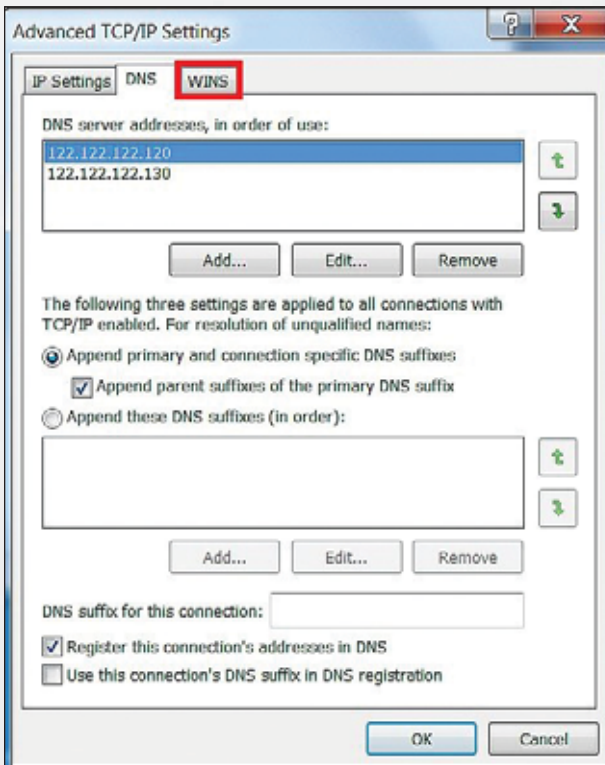 Advanced TCP/IP Settings
IP Settings DNS WINS
DNS server addresses, in order of use:
122.122.122.120
122.122.122.130
Add... Edit... Remove
The following three settings are applied to all connections with
TCP/IP enabled. For resolution of unqualified names:
Append primary and connection specific DNS suffixes
Append parent suffixes of the primary DNS suffix
Append these DNS suffixes (in order):
Add... Edit... Remove
DNS suffix for this connection:
Register this connection's addresses in DNS
Use this connection's DNS suffix in DNS registration
OK Cancel